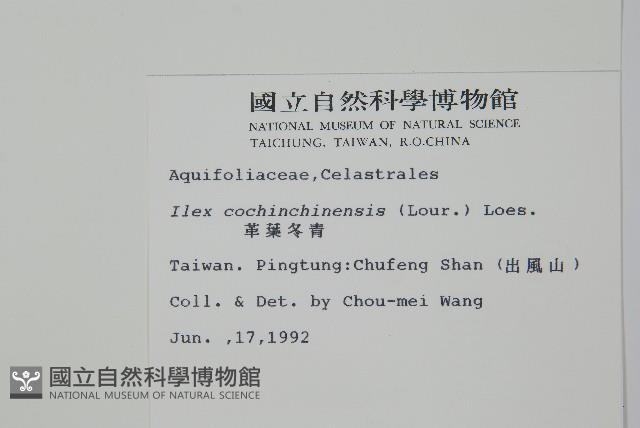 國立自然科學博物館
NATIONAL MUSEUM OF NATURAL SCIENCE
TAICHUNG, TAIWAN, R.O.CHINA
Aquifoliaceae,Celastrales
Ilex cochinchinensis (Lour.) Loes.
革葉冬青
Taiwan. Pingtung:Chufeng Shan (出風山)
Coll. & Det. by Chou-mei Wang
Jun. ,17,1992
國立自然科學博物館
NATIONAL MUSEUM OF NATURAL SCIENCE